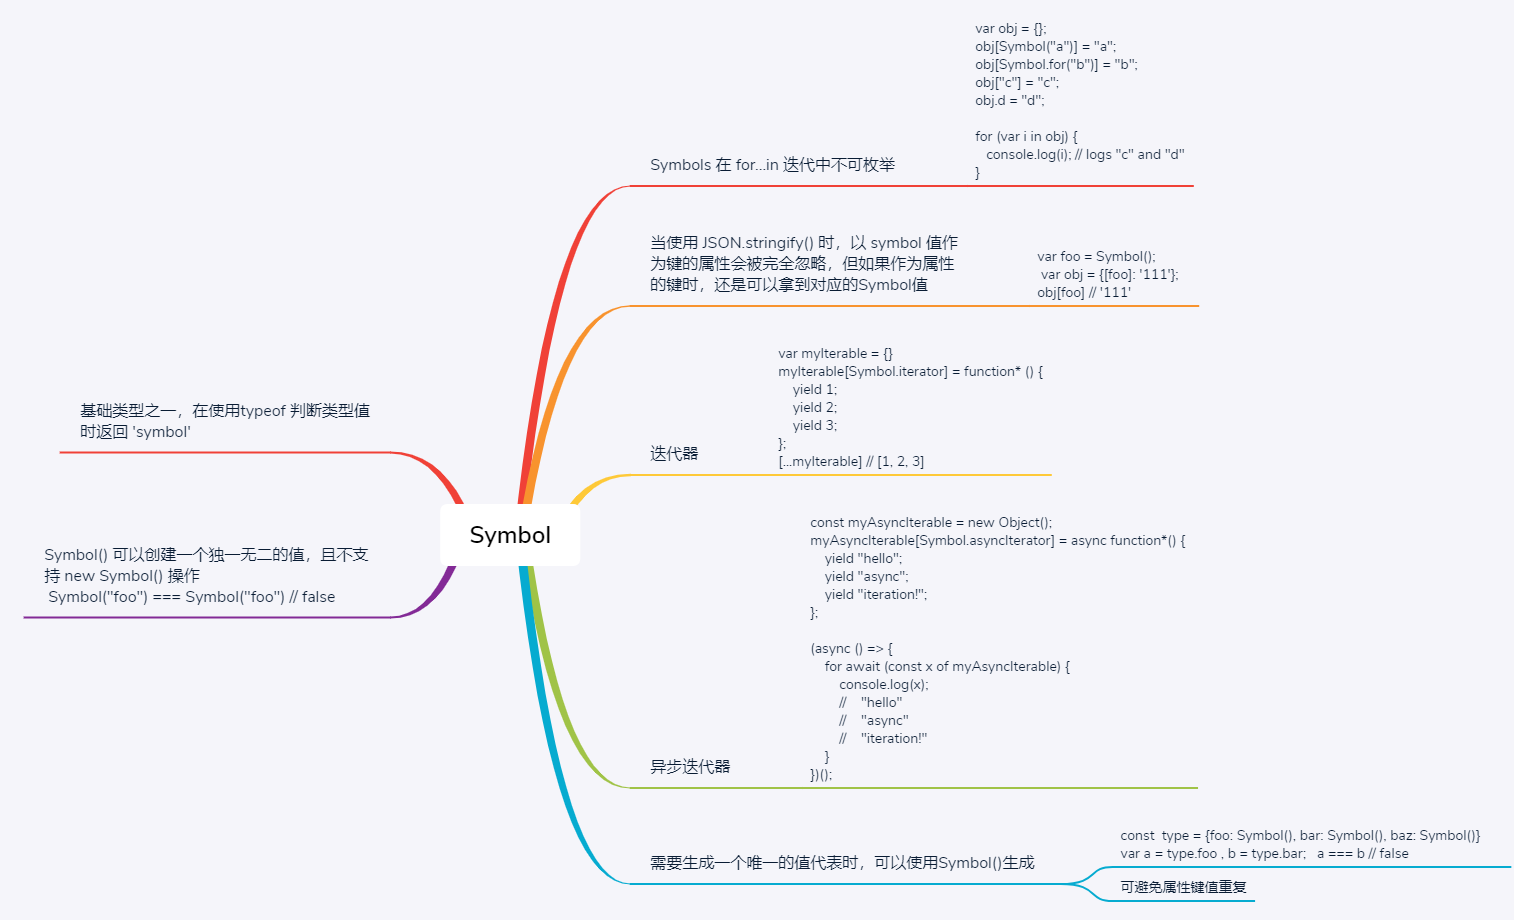 var obj = {};
obj[Symbol("a")] = "a";
obj[Symbol.for("b")] = "b";
obj["c"] = "c";
obj.d = "d";
for (var i in obj) {
console.log(i); // logs "c" and "d"
}
Symbols 在 for...in 迭代中不可枚举
当使用 JSON.stringify() 时，以 symbol 值作
为键的属性会被完全忽略，但如果作为属性
的键时，还是可以拿到对应的Symbol值
var foo = Symbol();
var obj = {[foo]: '111'};
obj[foo] // '111'
var myIterable = {}
myIterable[Symbol.iterator] = function* () {
yield 1;
yield 2;
yield 3;
};
[...myIterable] // [1, 2, 3]
迭代器
基础类型之一，在使用typeof 判断类型值
时返回 'symbol'
Symbol
Symbol() 可以创建一个独一无二的值，且不支
持 new Symbol() 操作
Symbol("foo") === Symbol("foo") // false
const myAsyncIterable = new Object();
myAsyncIterable[Symbol.asyncIterator] = async function*() {
yield "hello";
yield "async";
yield "iteration!";
};
(async () => {
for await (const x of myAsyncIterable) {
console.log(x);
// "hello"
// "async"
// "iteration!"
}
})();
异步迭代器
需要生成一个唯一的值代表时，可以使用Symbol()生成
const type = {foo: Symbol(), bar: Symbol(), baz: Symbol()}
var a = type.foo , b = type.bar; a === b // false
可避免属性键值重复